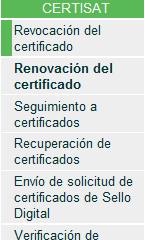 CERTISAT
Revocación del
certificado
Renovación del
certificado
Seguimiento a
certificados
Recuperación de
certificados
Envío de solicitud de
certificados de Sello
Digital
Verificación de